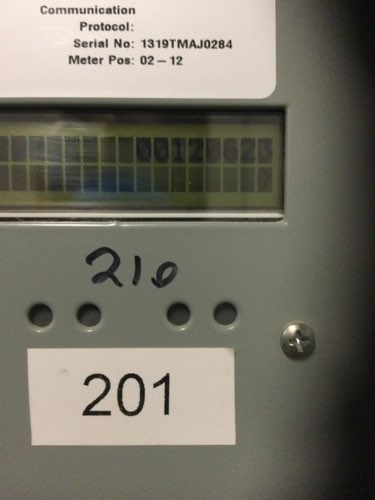 Communication
Protocol:
Serial No: 1319TMAJ0284
Meter Pos: 02 – 12
210
201